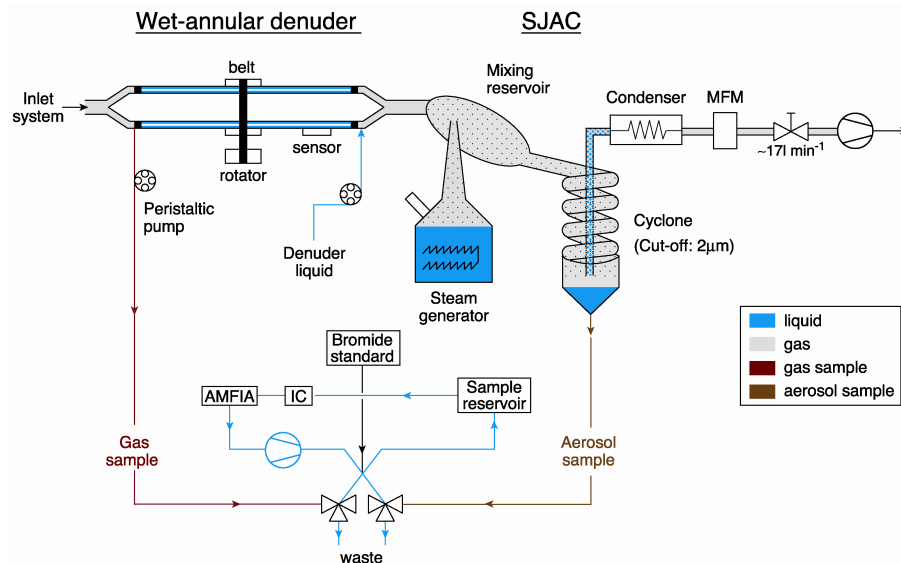 Wet-annular denuder
SJAC
belt
Mixing
reservoir
Inlet
system
Condenser
MFM
sensor
~17l min⁻¹
rotator
Peristaltic
pump
Cyclone
(Cut-off: 2μm)
Denuder
liquid
Steam
generator
liquid
gas
gas sample
aerosol sample
Bromide
standard
AMFIA
IC
Sample
reservoir
Gas
sample
Aerosol
sample
waste